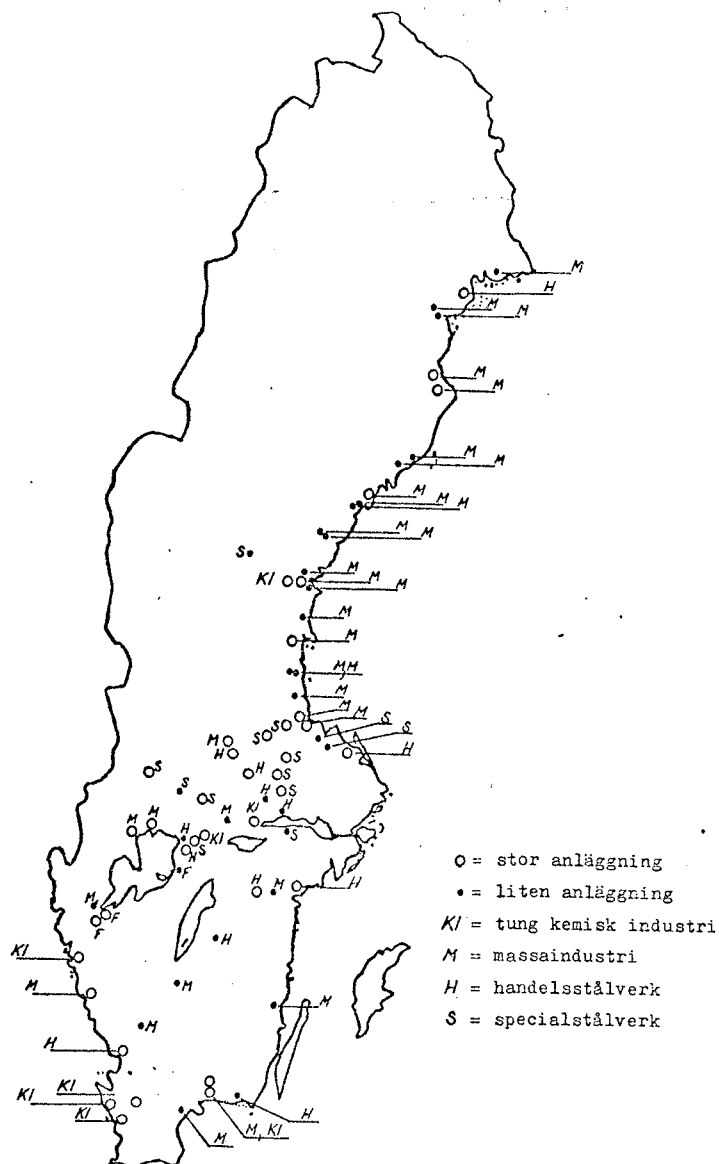 M
H
M
M
M
M
M
M
M
M
M
M
M
S
M
KI
M
M
M
M
M,M
M
M
M
S
S
H
M
H
S
S
S
S
H
S
S
S
H
S
M
KI
H
S
M
M
H
KI
H
S
F
M
F
F
H
M
H
H
KI
M
M
M
M
H
KI
KI
KI
M
M, KI
H
O = stor anläggning
• = liten anläggning
KI = tung kemisk industri
M = massaindustri
H = handelsstålverk
S = specialstålverk